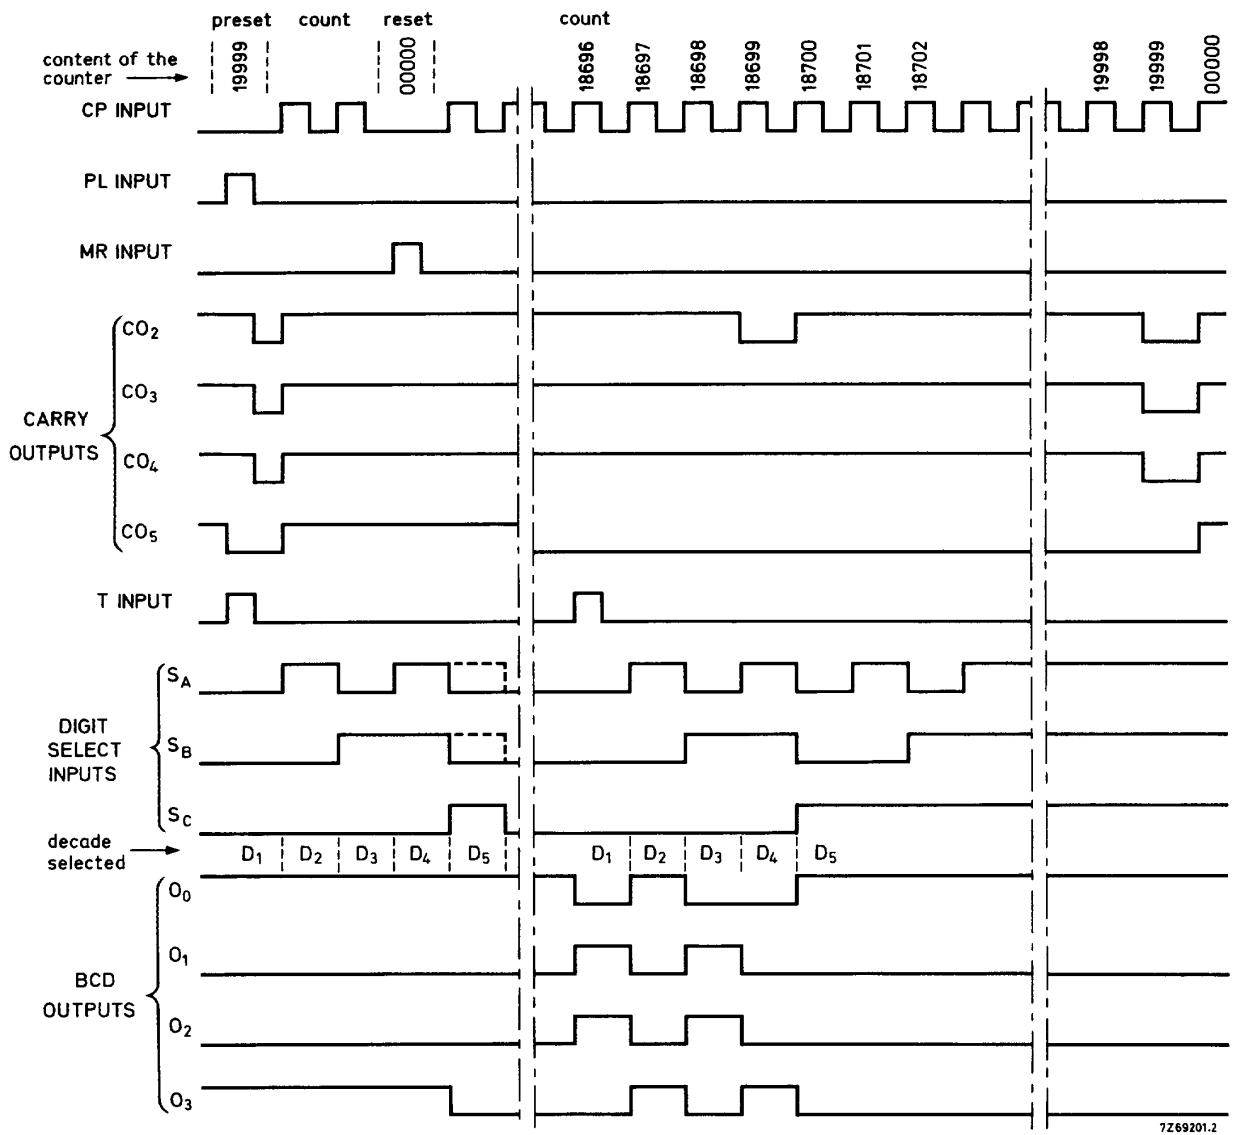 preset count reset count
content of the
counter
19999 00000 18696 18697 18698 18699 18700 18701 18702 19998 19999 00000
CP INPUT
PL INPUT
MR INPUT
CARRY
OUTPUTS
CO2
CO3
CO4
CO5
T INPUT
DIGIT
SELECT
INPUTS
SA
SB
SC
decade
selected
D1 D2 D3 D4 D5 D1 D2 D3 D4 D5
BCD
OUTPUTS
O0
O1
O2
O3
7Z69201.2